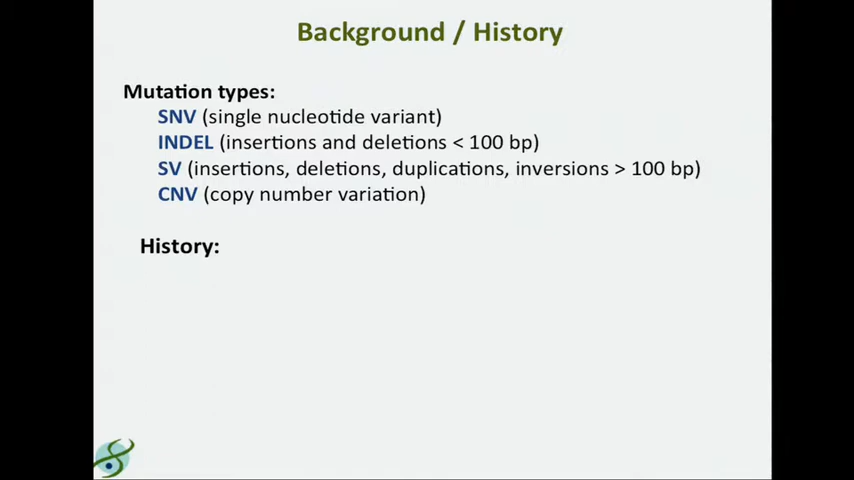 Background / History
Mutation types:
SNV (single nucleotide variant)
INDEL (insertions and deletions < 100 bp)
SV (insertions, deletions, duplications, inversions > 100 bp)
CNV (copy number variation)
History: